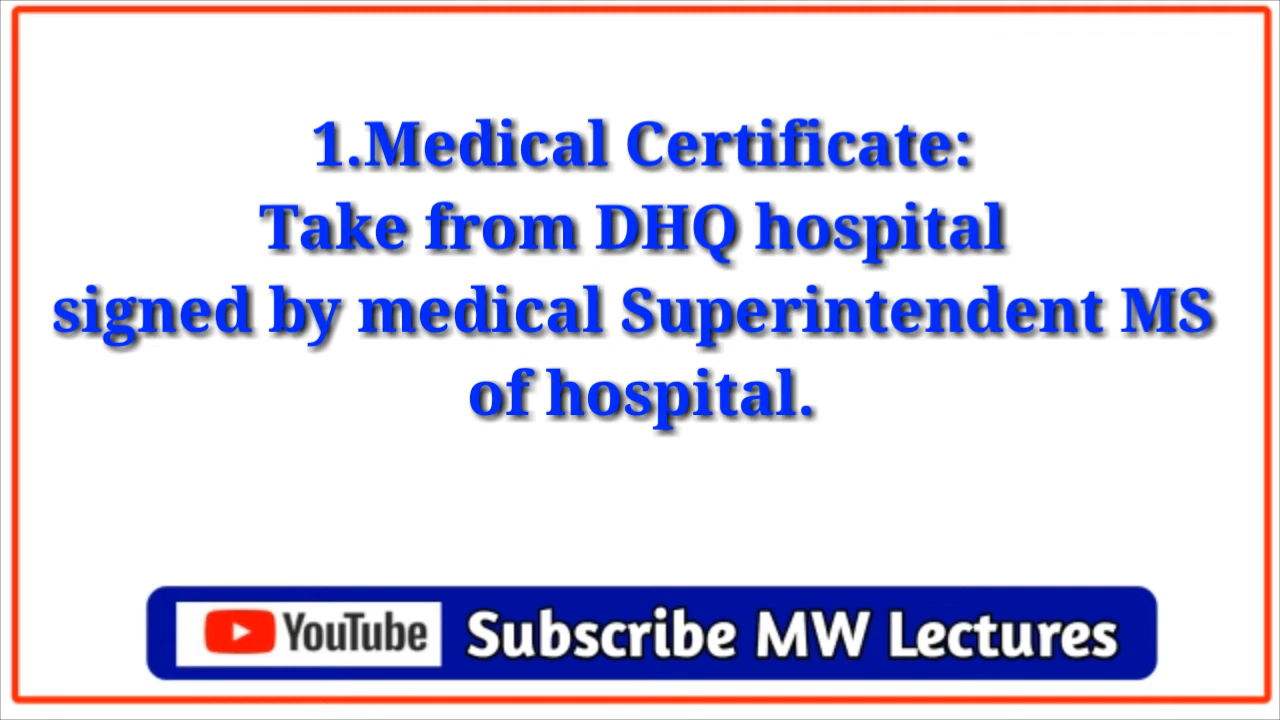 1.Medical Certificate:
Take from DHQ hospital
signed by medical Superintendent MS
of hospital.
YouTube Subscribe MW Lectures